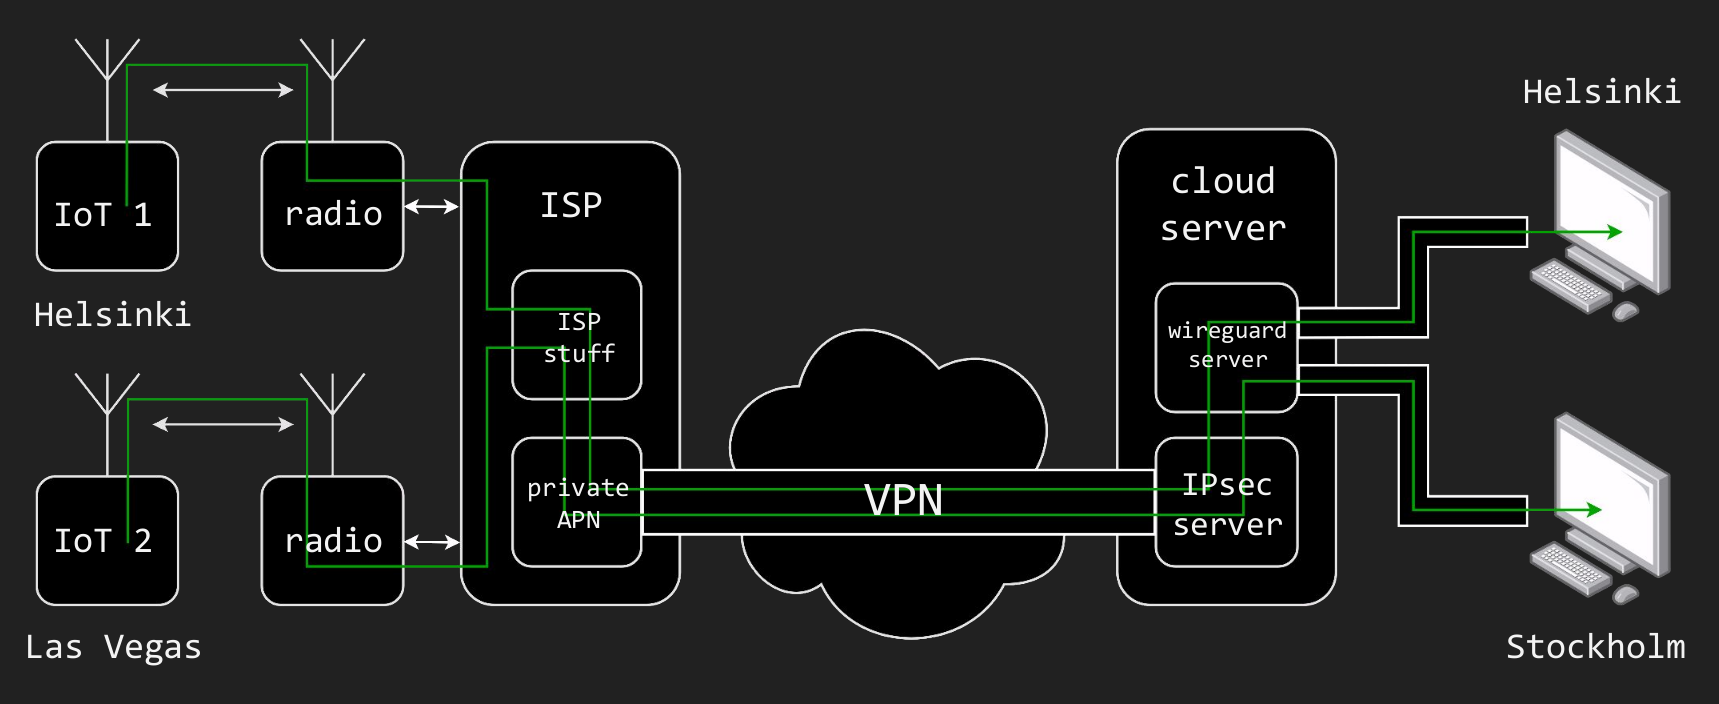 IoT 1
radio
Helsinki
IoT 2
radio
Las Vegas
ISP
ISP
stuff
private
APN
VPN
cloud
server
wireguard
server
IPsec
server
Helsinki
Stockholm